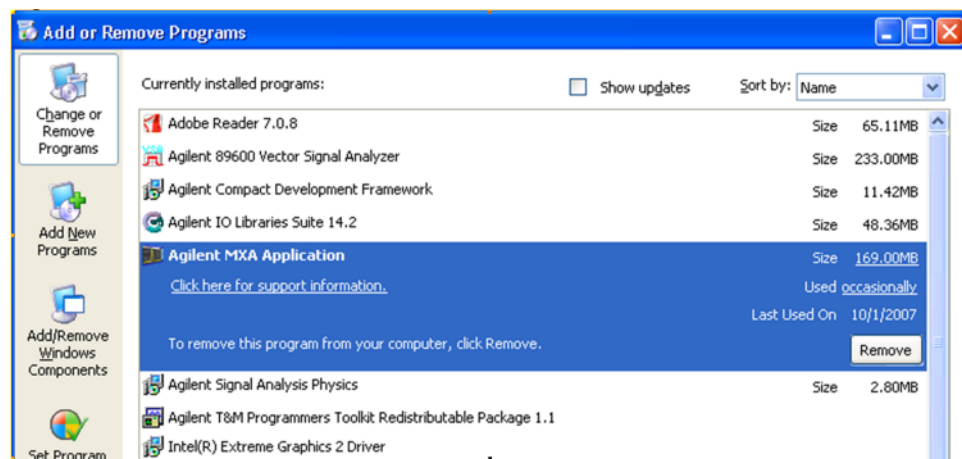 Add or Remove Programs
Change or
Remove
Programs
Add New
Programs
Add/Remove
Windows
Components
Set Program
Currently installed programs:
Show updates
Sort by: Name
Adobe Reader 7.0.8 Size 65.11MB
Agilent 89600 Vector Signal Analyzer Size 233.00MB
Agilent Compact Development Framework Size 11.42MB
Agilent IO Libraries Suite 14.2 Size 48.36MB
Agilent MXA Application Size 169.00MB
Click here for support information. Used occasionally
Last Used On 10/1/2007
To remove this program from your computer, click Remove. Remove
Agilent Signal Analysis Physics Size 2.80MB
Agilent T&M Programmers Toolkit Redistributable Package 1.1
Intel(R) Extreme Graphics 2 Driver